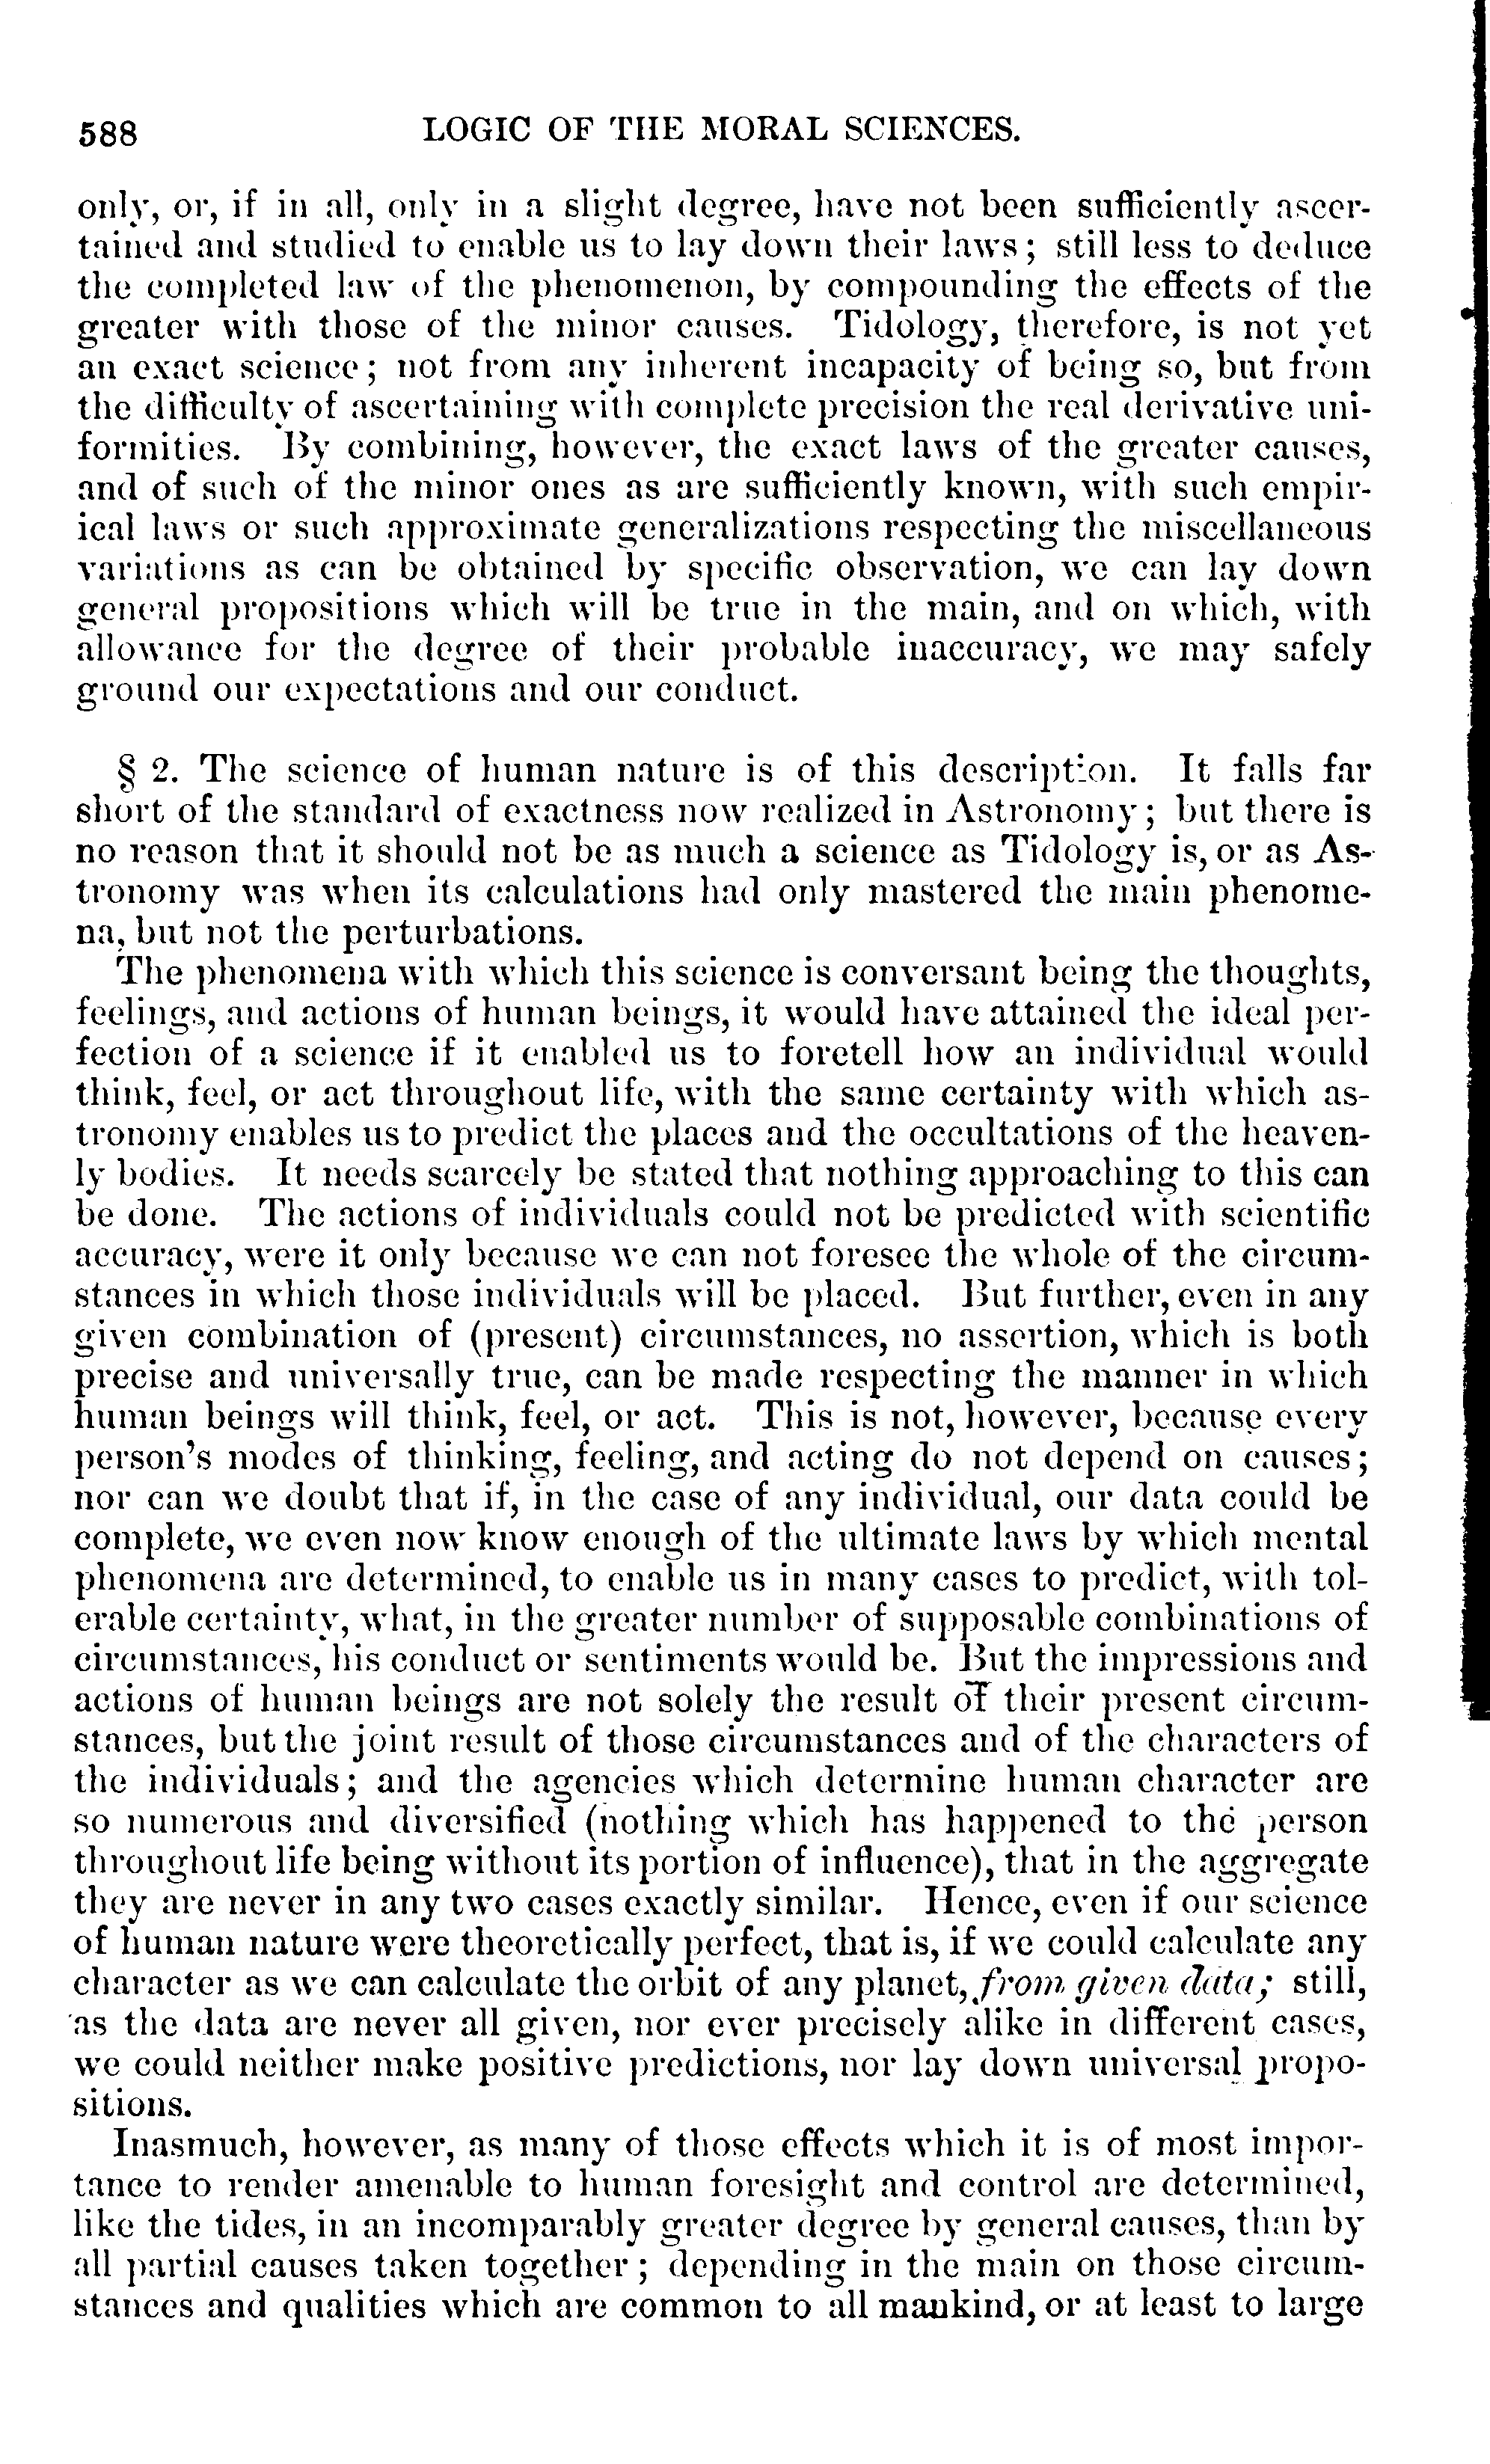 588 LOGIC OF THE MORAL SCIENCES.
only, or, if in all, only in a slight degree, have not been sufficiently ascer-
tained and studied to enable us to lay down their laws; still less to deduce
the completed law of the phenomenon, by compounding the effects of the
greater with those of the minor causes. Tidology, therefore, is not yet
an exact science; not from any inherent incapacity of being so, but from
the difficulty of ascertaining with complete precision the real derivative uni-
formities. By combining, however, the exact laws of the greater causes,
and of such of the minor ones as are sufficiently known, with such empir-
ical laws or such approximate generalizations respecting the miscellaneous
variations as can be obtained by specific observation, we can lay down
general propositions which will be true in the main, and on which, with
allowance for the degree of their probable inaccuracy, we may safely
ground our expectations and our conduct.
§ 2. The science of human nature is of this description. It falls far
short of the standard of exactness now realized in Astronomy; but there is
no reason that it should not be as much a science as Tidology is, or as As-
tronomy was when its calculations had only mastered the main phenome-
na, but not the perturbations.
The phenomena with which this science is conversant being the thoughts,
feelings, and actions of human beings, it would have attained the ideal per-
fection of a science if it enabled us to foretell how an individual would
think, feel, or act throughout life, with the same certainty with which as-
tronomy enables us to predict the places and the occultations of the heaven-
ly bodies. It needs scarcely be stated that nothing approaching to this can
be done. The actions of individuals could not be predicted with scientific
accuracy, were it only because we can not foresee the whole of the circum-
stances in which those individuals will be placed. But further, even in any
given combination of (present) circumstances, no assertion, which is both
precise and universally true, can be made respecting the manner in which
human beings will think, feel, or act. This is not, however, because every
person's modes of thinking, feeling, and acting do not depend on causes;
nor can we doubt that if, in the case of any individual, our data could be
complete, we even now know enough of the ultimate laws by which mental
phenomena are determined, to enable us in many cases to predict, with tol-
erable certainty, what, in the greater number of supposable combinations of
circumstances, his conduct or sentiments would be. But the impressions and
actions of human beings are not solely the result of their present circum-
stances, but the joint result of those circumstances and of the characters of
the individuals; and the agencies which determine human character are
so numerous and diversified (nothing which has happened to the person
throughout life being without its portion of influence), that in the aggregate
they are never in any two cases exactly similar. Hence, even if our science
of human nature were theoretically perfect, that is, if we could calculate any
character as we can calculate the orbit of any planet, from given data; still,
as the data are never all given, nor ever precisely alike in different cases,
we could neither make positive predictions, nor lay down universal propo-
sitions.
Inasmuch, however, as many of those effects which it is of most impor-
tance to render amenable to human foresight and control are determined,
like the tides, in an incomparably greater degree by general causes, than by
all partial causes taken together; depending in the main on those circum-
stances and qualities which are common to all mankind, or at least to large